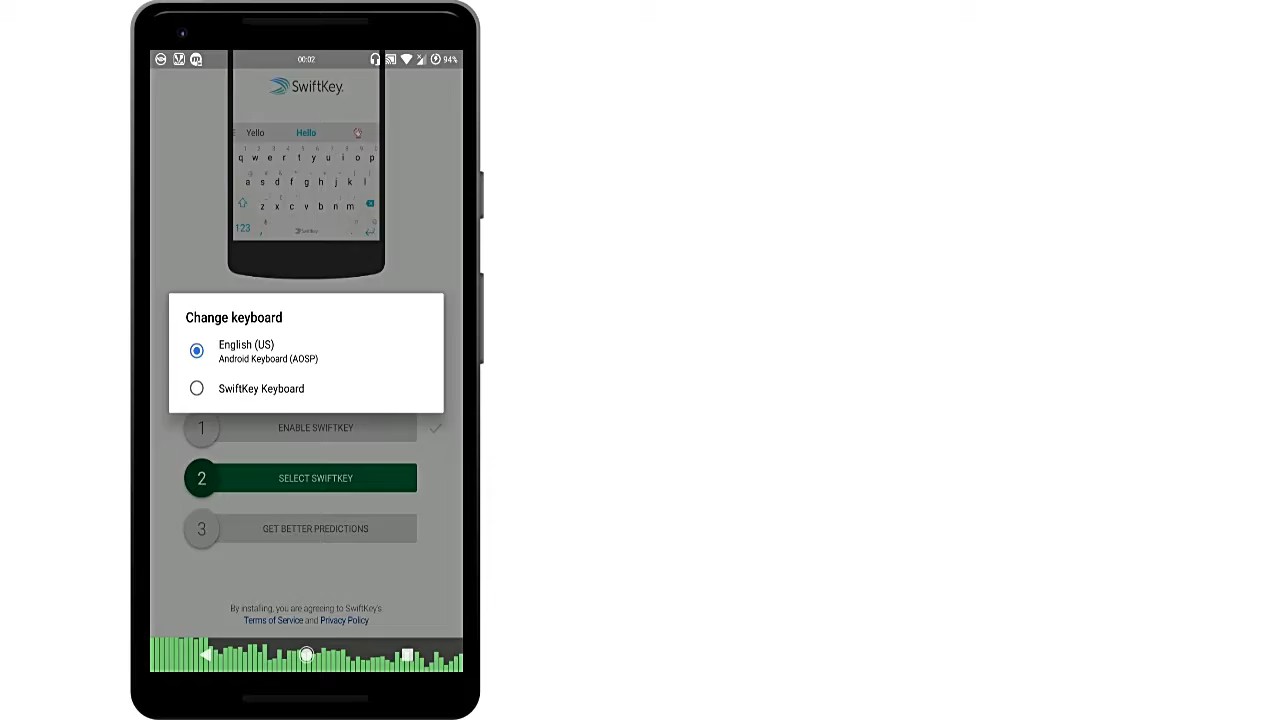 00:02
94%
SwiftKey.
Yello Hello
q w e r t y u i o p
a s d f g h j k l
z x c v b n m
123 , SwiftKey .
Change keyboard
English (US)
Android Keyboard (AOSP)
SwiftKey Keyboard
1 ENABLE SWIFTKEY
2 SELECT SWIFTKEY
3 GET BETTER PREDICTIONS
By installing, you are agreeing to SwiftKey's
Terms of Service and Privacy Policy